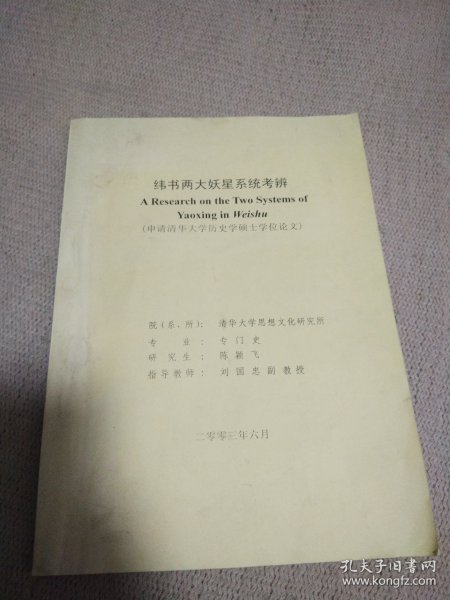 纬书两大妖星系统考辨
A Research on the Two Systems of
Yaoxing in Weishu
(申请清华大学历史学硕士学位论文)
院(系、所): 清华大学思想文化研究所
专 业: 专门史
研 究 生: 陈颖飞
指导教师: 刘国忠副教授
二零零三年六月
孔夫子旧书网
www.kongfz.com